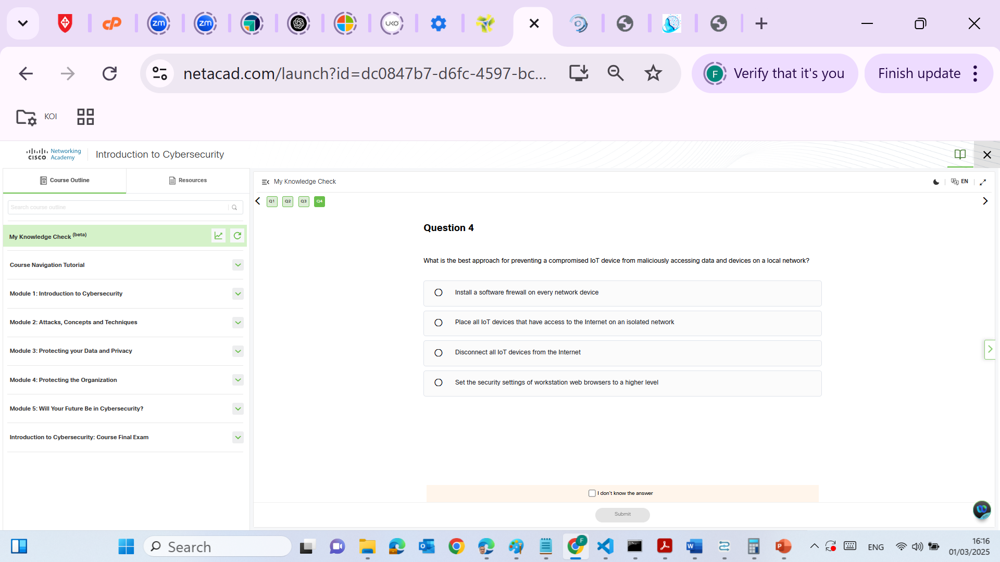 zm
zm
UKO
netacad.com/launch?id=dc0847b7-d6fc-4597-bc...
F
Verify that it's you
Finish update
KOI
CISCO
Networking
Academy
Introduction to Cybersecurity
Course Outline
Resources
My Knowledge Check
EN
Search course outline
Q1
Q2
Q3
Q4
My Knowledge Check (beta)
Course Navigation Tutorial
Module 1: Introduction to Cybersecurity
Module 2: Attacks, Concepts and Techniques
Module 3: Protecting your Data and Privacy
Module 4: Protecting the Organization
Module 5: Will Your Future Be in Cybersecurity?
Introduction to Cybersecurity: Course Final Exam
Question 4
What is the best approach for preventing a compromised IoT device from maliciously accessing data and devices on a local network?
Install a software firewall on every network device
Place all IoT devices that have access to the Internet on an isolated network
Disconnect all IoT devices from the Internet
Set the security settings of workstation web browsers to a higher level
I don't know the answer
Submit
Search
F
ENG
16:16
01/03/2025